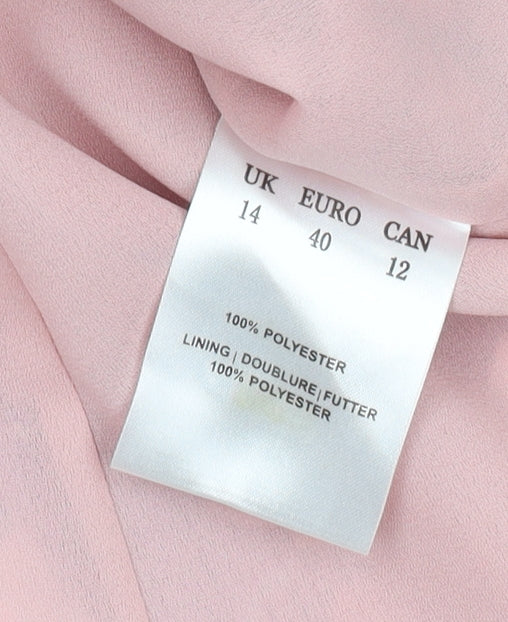 UK EURO CAN
14 40 12
100% POLYESTER
LINING | DOUBLURE | FUTTER
100% POLYESTER